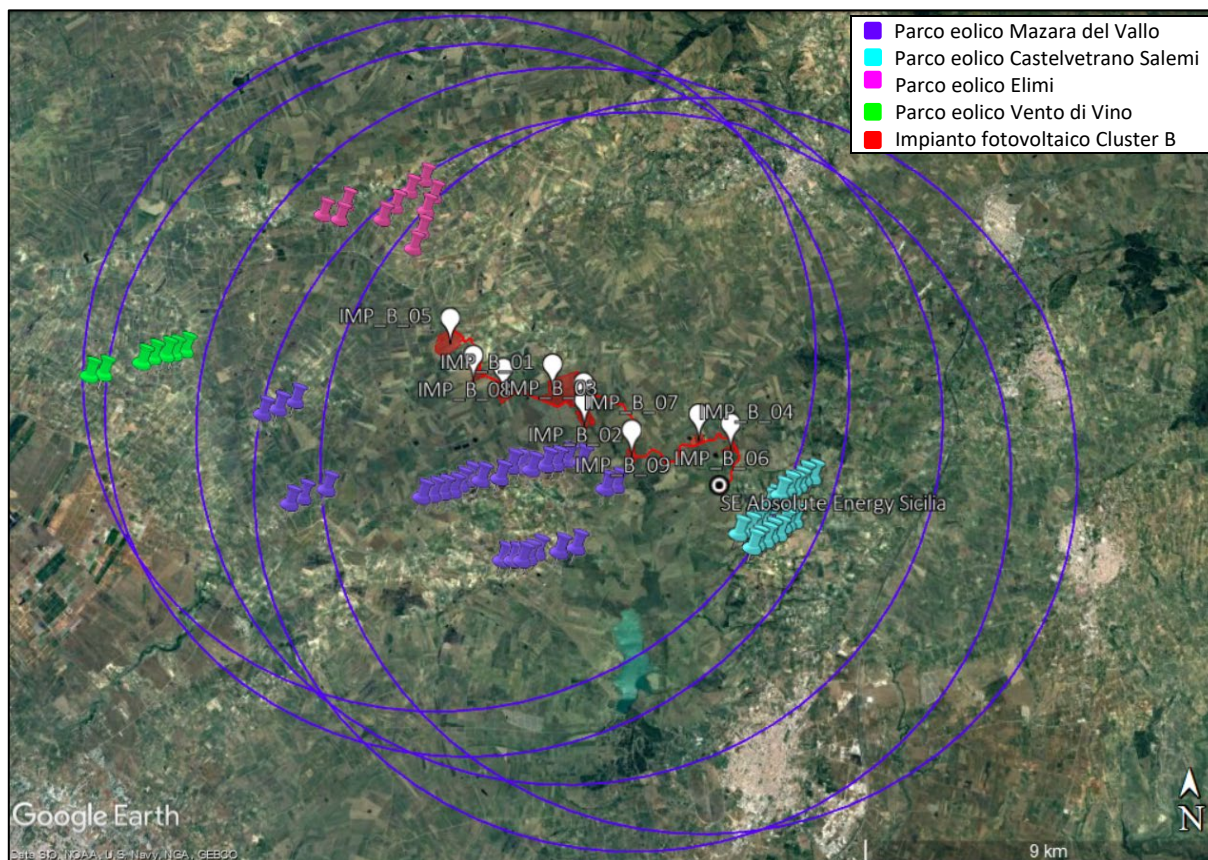 Parco eolico Mazara del Vallo
Parco eolico Castelvetrano Salemi
Parco eolico Elimi
Parco eolico Vento di Vino
Impianto fotovoltaico Cluster B
IMP_B_05
IMP_B_01
IMP_B_08
IMP_B_03
IMP_B_07
IMP_B_04
IMP_B_02
IMP_B_09
IMP_B_06
SE Absolute Energy Sicilia
Google Earth
N
Data SIO, NOAA, U.S. Navy, NGA, GEBCO
9 km